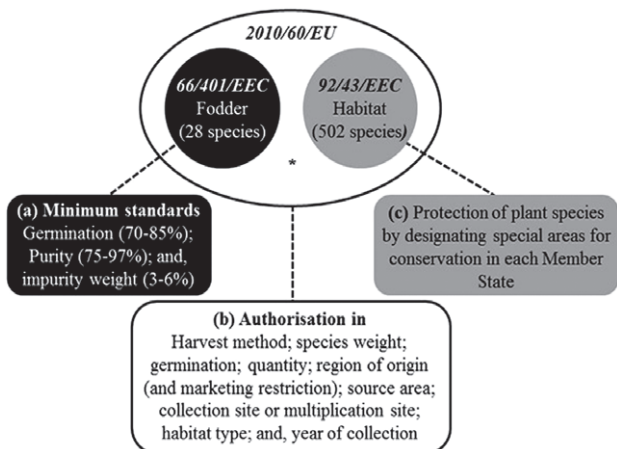 2010/60/EU
66/401/EEC
Fodder
(28 species)
92/43/EEC
Habitat
(502 species)
*
(a) Minimum standards
Germination (70-85%);
Purity (75-97%); and,
impurity weight (3-6%)
(c) Protection of plant species
by designating special areas for
conservation in each Member
State
(b) Authorisation in
Harvest method; species weight;
germination; quantity; region of origin
(and marketing restriction); source area;
collection site or multiplication site;
habitat type; and, year of collection